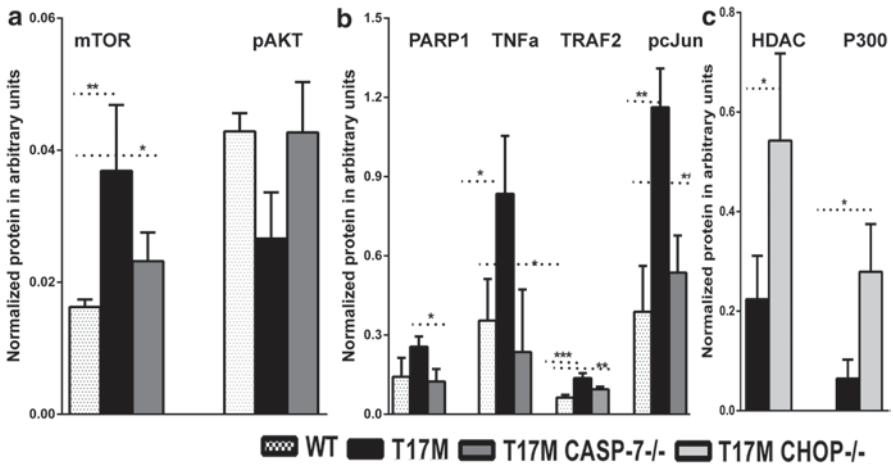 a
mTOR pAKT
Normalized protein in arbitrary units
0.06
0.04
0.02
0.00
**
*
b
PARP1 TNFa TRAF2 pcJun
Normalized protein in arbitrary units
1.5
1.2
0.9
0.6
0.3
0.0
*
*
*
***
**
**
c
HDAC P300
Normalized protein in arbitrary units
0.8
0.6
0.4
0.2
0.0
*
*
WT T17M T17M CASP-7-/- T17M CHOP-/-